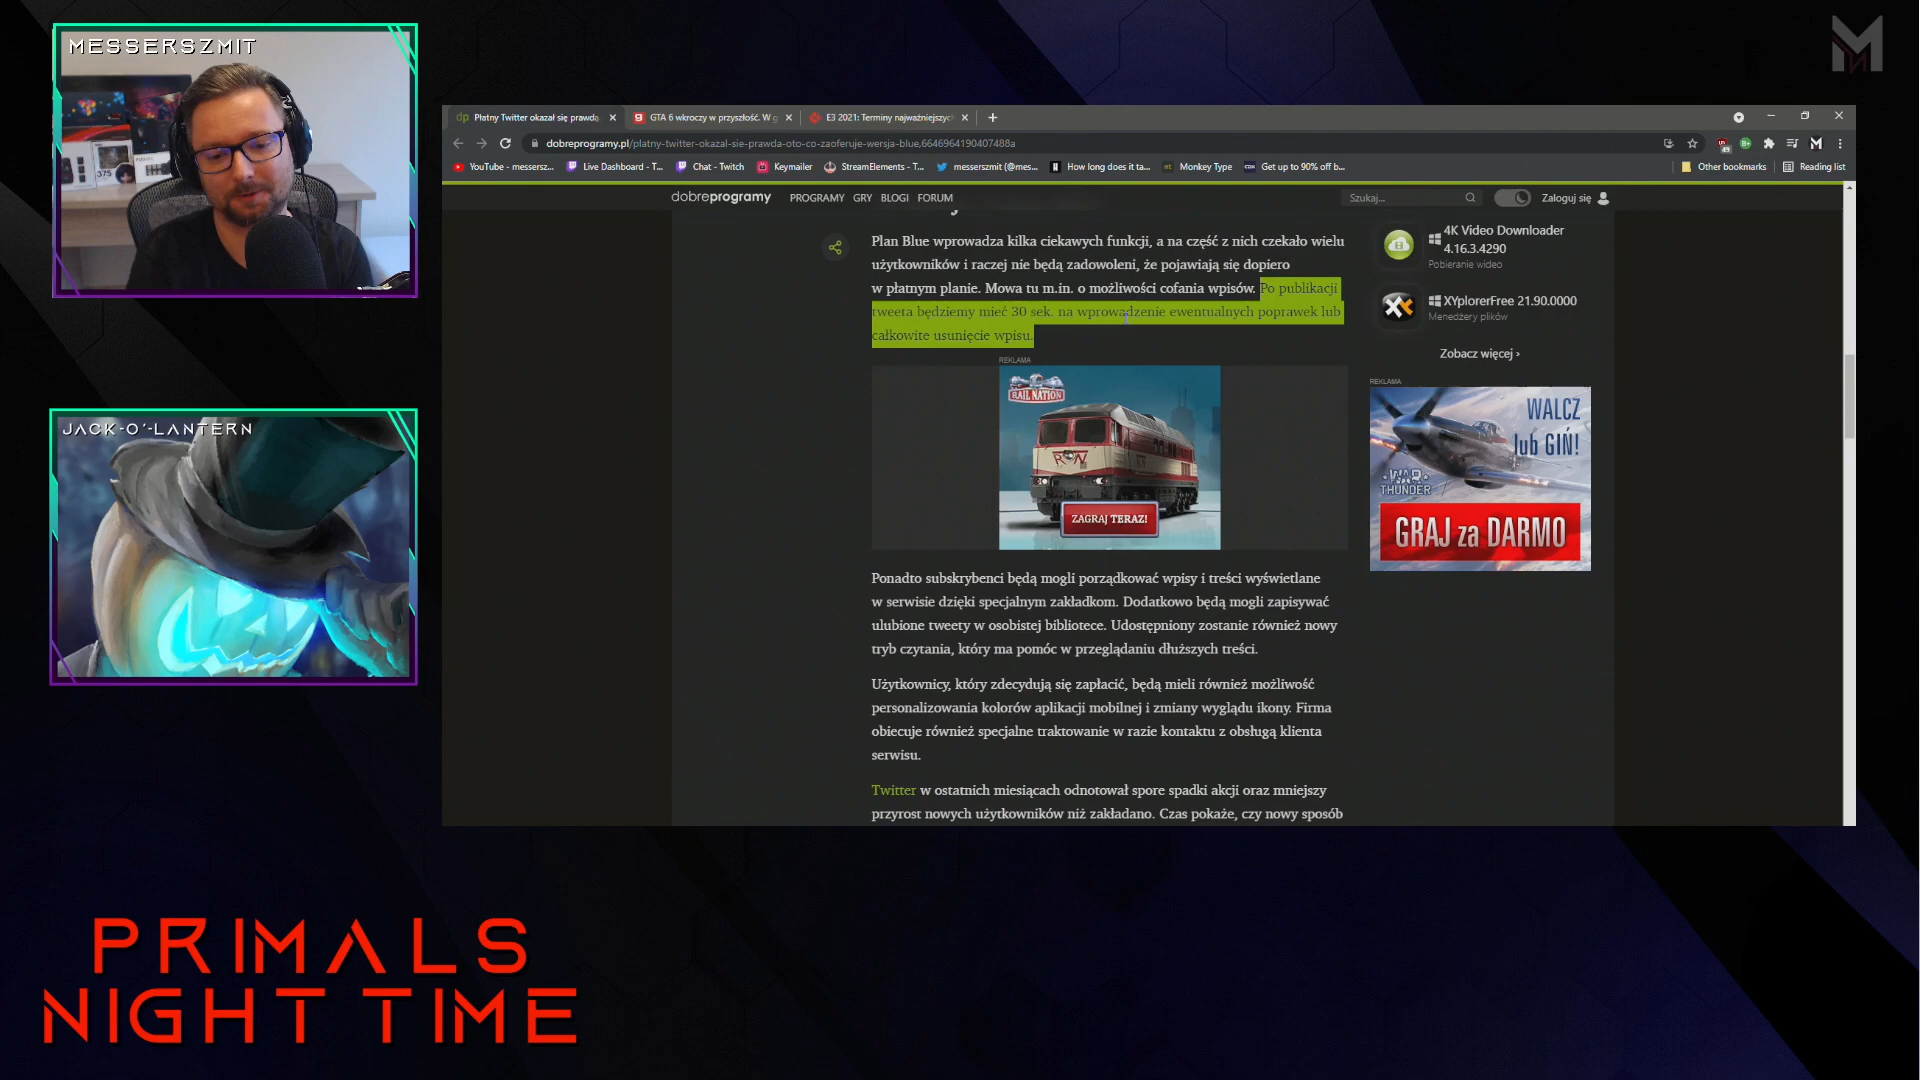 MESSERSZMIT
JACK-O'-LANTERN
PRIMALS
NIGHT TIME
Płatny Twitter okazał się prawdą
GTA 6 wkroczy w przyszłość. W g
E3 2021: Terminy najważniejszych
dobreprogramy.pl/platny-twitter-okazal-sie-prawda-oto-co-zaoferuje-wersja-blue,6646964190407488a
YouTube - messersz...
Live Dashboard - T...
Chat - Twitch
Keymailer
StreamElements - T...
messerszmit (@mes...
How long does it ta...
Monkey Type
Get up to 90% off b...
Other bookmarks
Reading list
dobreprogramy
PROGRAMY GRY BLOGI FORUM
Szukaj...
Zaloguj się
Plan Blue wprowadza kilka ciekawych funkcji, a na część z nich czekało wielu
użytkowników i raczej nie będą zadowoleni, że pojawiają się dopiero
w płatnym planie. Mowa tu m.in. o możliwości cofania wpisów. Po publikacji
tweeta będziemy mieć 30 sek. na wprowadzenie ewentualnych poprawek lub
całkowite usunięcie wpisu.
REKLAMA
RAIL NATION
RN
ZAGRAJ TERAZ!
Ponadto subskrybenci będą mogli porządkować wpisy i treści wyświetlane
w serwisie dzięki specjalnym zakładkom. Dodatkowo będą mogli zapisywać
ulubione tweety w osobistej bibliotece. Udostępniony zostanie również nowy
tryb czytania, który ma pomóc w przeglądaniu dłuższych treści.
Użytkownicy, który zdecydują się zapłacić, będą mieli również możliwość
personalizowania kolorów aplikacji mobilnej i zmiany wyglądu ikony. Firma
obiecuje również specjalne traktowanie w razie kontaktu z obsługą klienta
serwisu.
Twitter w ostatnich miesiącach odnotował spore spadki akcji oraz mniejszy
przyrost nowych użytkowników niż zakładano. Czas pokaże, czy nowy sposób
4K Video Downloader
4.16.3.4290
Pobieranie wideo
XYplorerFree 21.90.0000
Menedżery plików
Zobacz więcej ›
REKLAMA
WALCZ
lub GIŃ!
WAR
THUNDER
GRAJ za DARMO